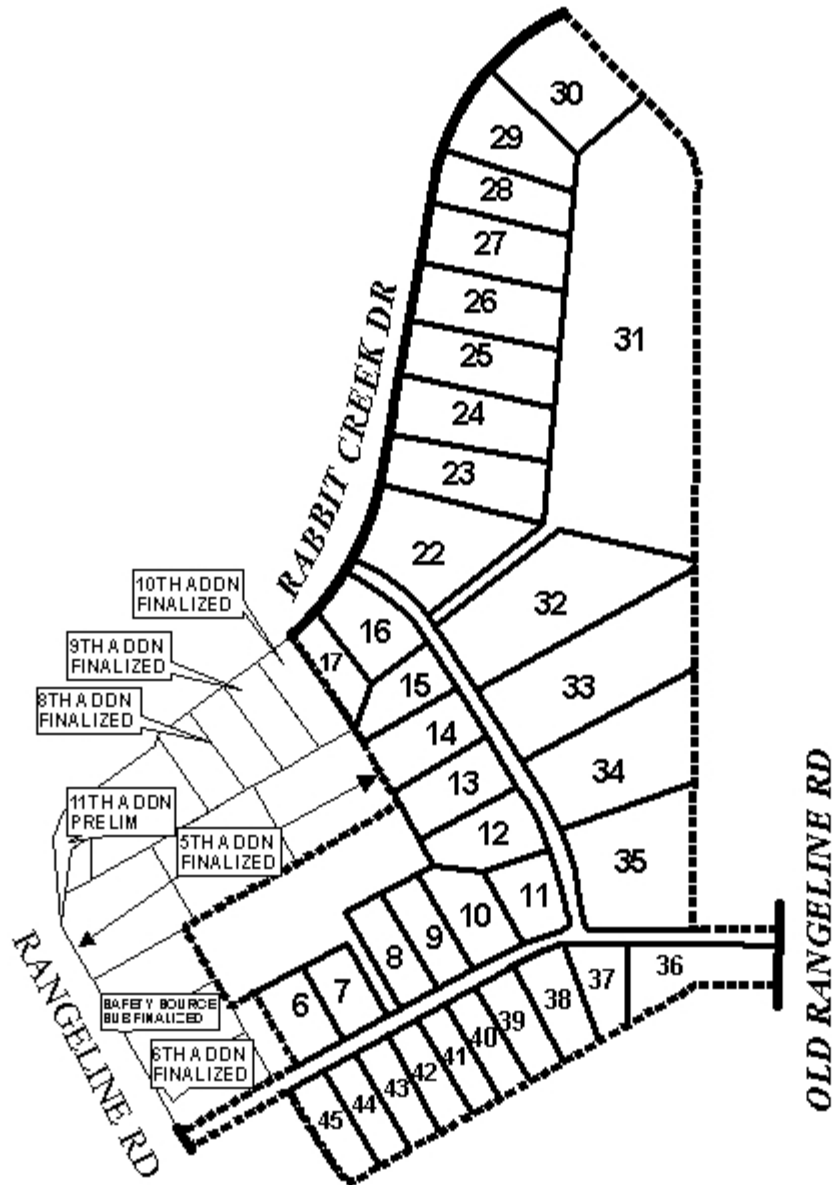 30
29
28
27
26
31
25
24
23
22
RABBIT CREEK DR
10TH ADDN
FINALIZED
9TH ADDN
FINALIZED
8TH ADDN
FINALIZED
11TH ADDN
PRELIM
5TH ADDN
FINALIZED
32
16
17
15
33
14
13
34
12
35
11
10
9
8
7
6
37
36
38
39
40
41
42
43
44
45
SAFETY SOURCE
SUB FINALIZED
6TH ADDN
FINALIZED
RANGELINE RD
OLD RANGELINE RD